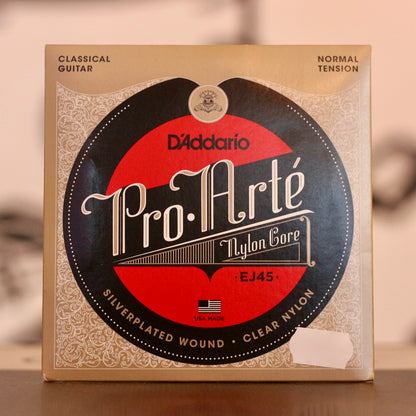 CLASSICAL
GUITAR
NORMAL
TENSION
D'Addario
Pro·Arté
Nylon Core
·EJ45·
USA MADE
SILVERPLATED WOUND · CLEAR NYLON